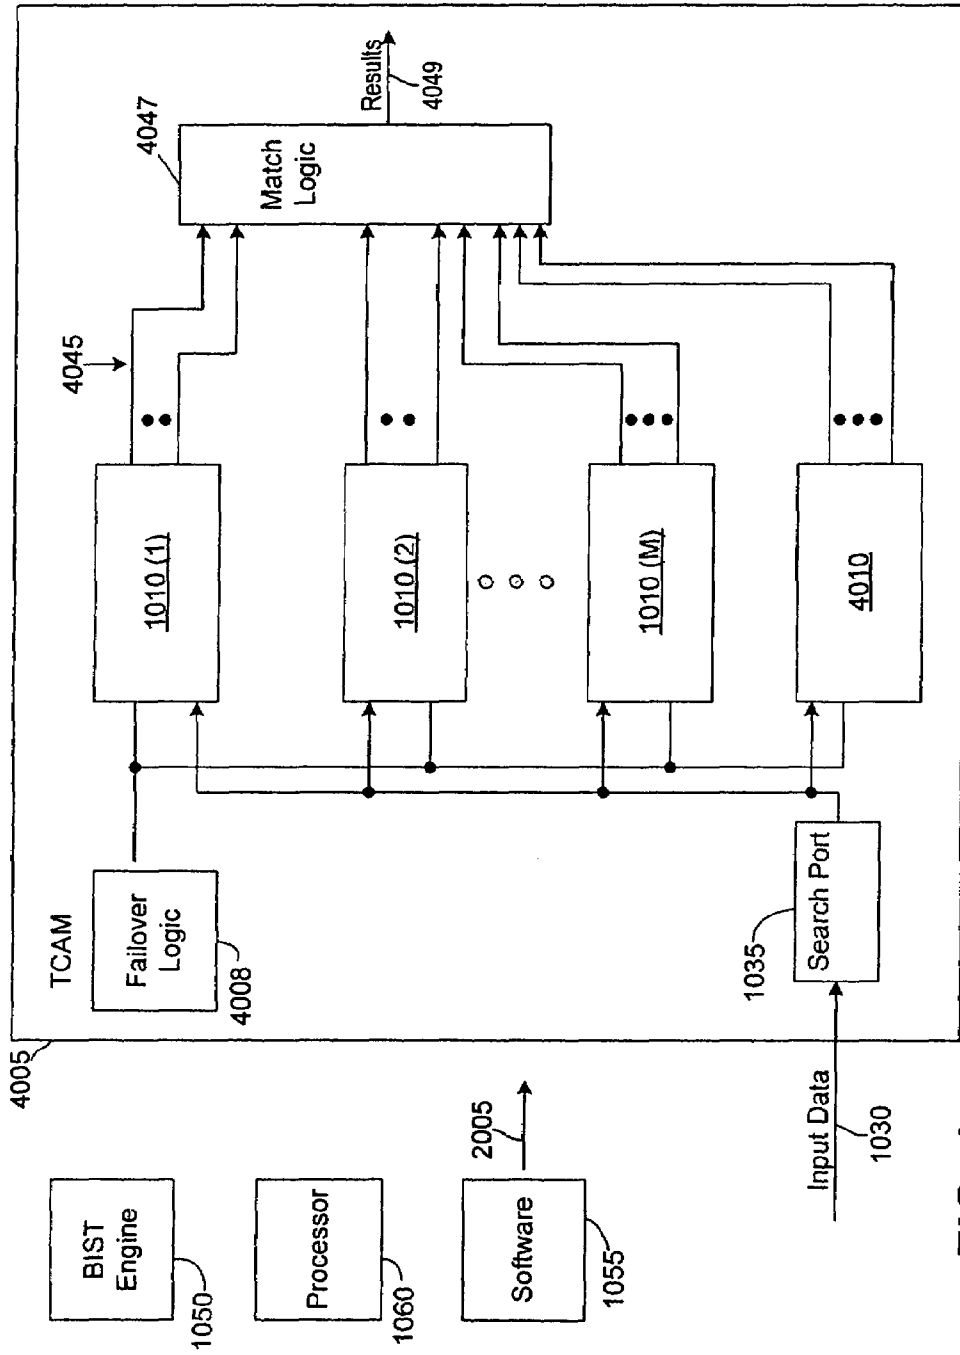 4005
TCAM
BIST
Engine
1050
Failover
Logic
4008
1010 (1)
4045
4047
Match
Logic
Results
4049
Processor
1060
1010 (2)
Software
1055
2005
1010 (M)
Input Data
1030
Search Port
1035
4010